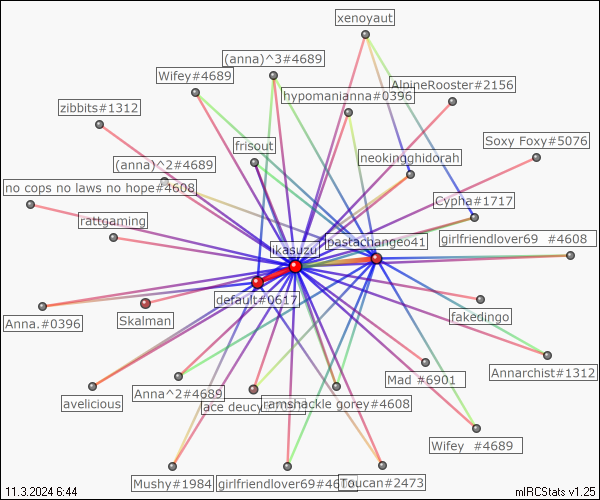 xenoyaut
(anna)^3#4689
Wifey#4689
AlpineRooster#2156
hypomanianna#0396
zibbits#1312
Soxy Foxy#5076
frisout
neokingghidorah
(anna)^2#4689
no cops no laws no hope#4608
Cypha#1717
rattgaming
girlfriendlover69 #4608
pastachangeo41
ikasuzu
default#0617
Anna.#0396
Skalman
fakedingo
Annarchist#1312
Mad #6901
Anna^2#4689
avelicious
ace deucy
ramshackle gorey#4608
Wifey #4689
Mushy#1984
girlfriendlover69#4
Toucan#2473
11.3.2024 6:44
mIRCStats v1.25